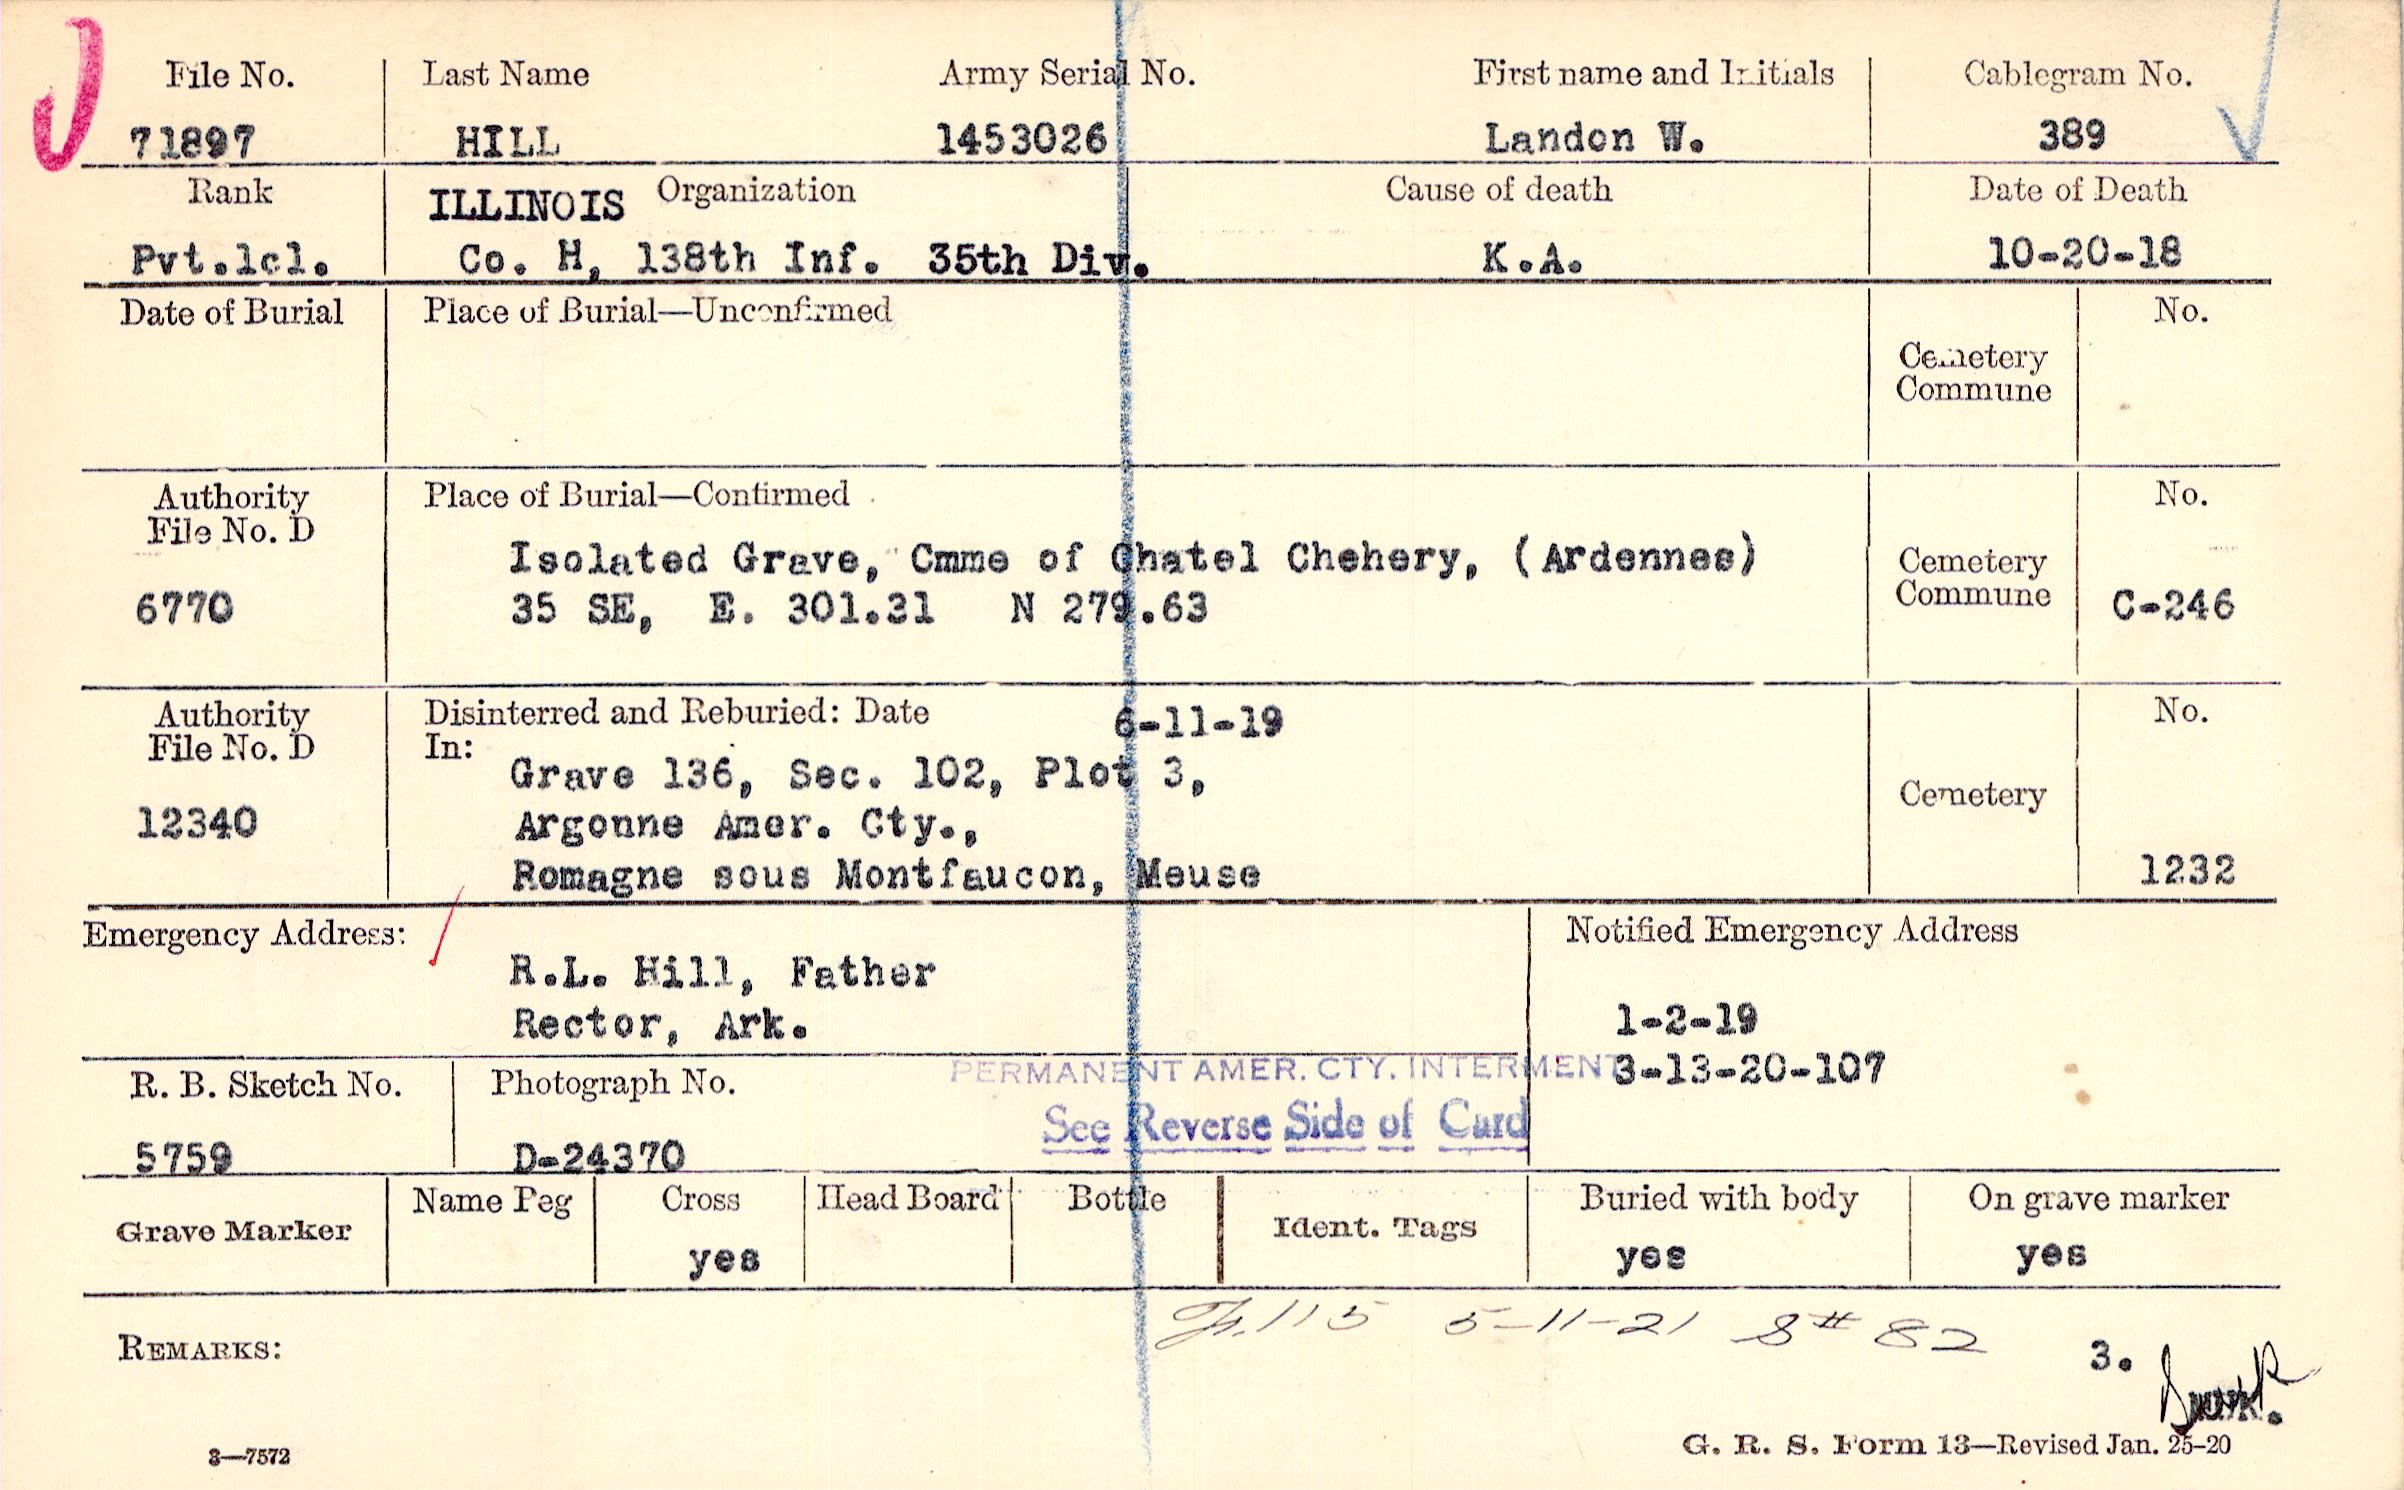 File No. Last Name Army Serial No. First name and Initials Cablegram No.
71897 HILL 1453026 Landon W. 389
Rank ILLINOIS Organization Cause of death Date of Death
Pvt.1cl. Co. H, 138th Inf. 35th Div. K.A. 10-20-18
Date of Burial Place of Burial—Unconfirmed No.
Cemetery
Commune
Authority Place of Burial—Confirmed No.
File No. D
Isolated Grave, Cmme of Chatel Chehery, (Ardennes) Cemetery
6770 35 SE, E. 301.31 N 279.63 Commune C-246
Authority Disinterred and Reburied: Date 6-11-19 No.
File No. D In:
Grave 136, Sec. 102, Plot 3,
12340 Argonne Amer. Cty., Cemetery
Romagne sous Montfaucon, Meuse 1232
Emergency Address: Notified Emergency Address
R.L. Hill, Father
Rector, Ark. 1-2-19
PERMANENT AMER. CTY. INTERMENT 3-13-20-107
R. B. Sketch No. Photograph No.
See Reverse Side of Card
5759 D-24370
Grave Marker Name Peg Cross Head Board Bottle Ident. Tags Buried with body On grave marker
yes yes yes
115 5-11-21 S# 82
REMARKS: 3.
3—7572 G. R. S. Form 13—Revised Jan. 25-20